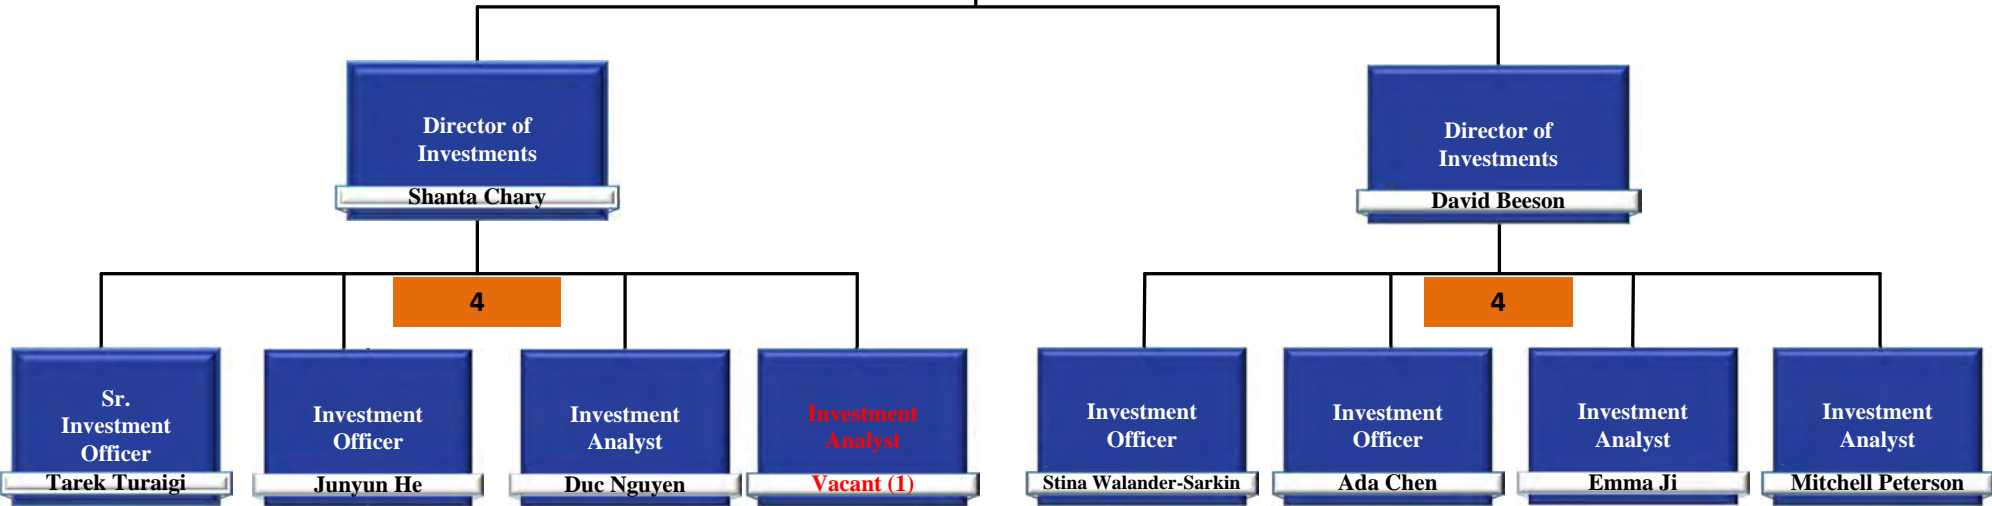 Director of
Investments
Shanta Chary
Director of
Investments
David Beeson
4
4
Sr.
Investment
Officer
Tarek Turaigi
Investment
Officer
Junyun He
Investment
Analyst
Duc Nguyen
Investment
Analyst
Vacant (1)
Investment
Officer
Stina Walander-Sarkin
Investment
Officer
Ada Chen
Investment
Analyst
Emma Ji
Investment
Analyst
Mitchell Peterson